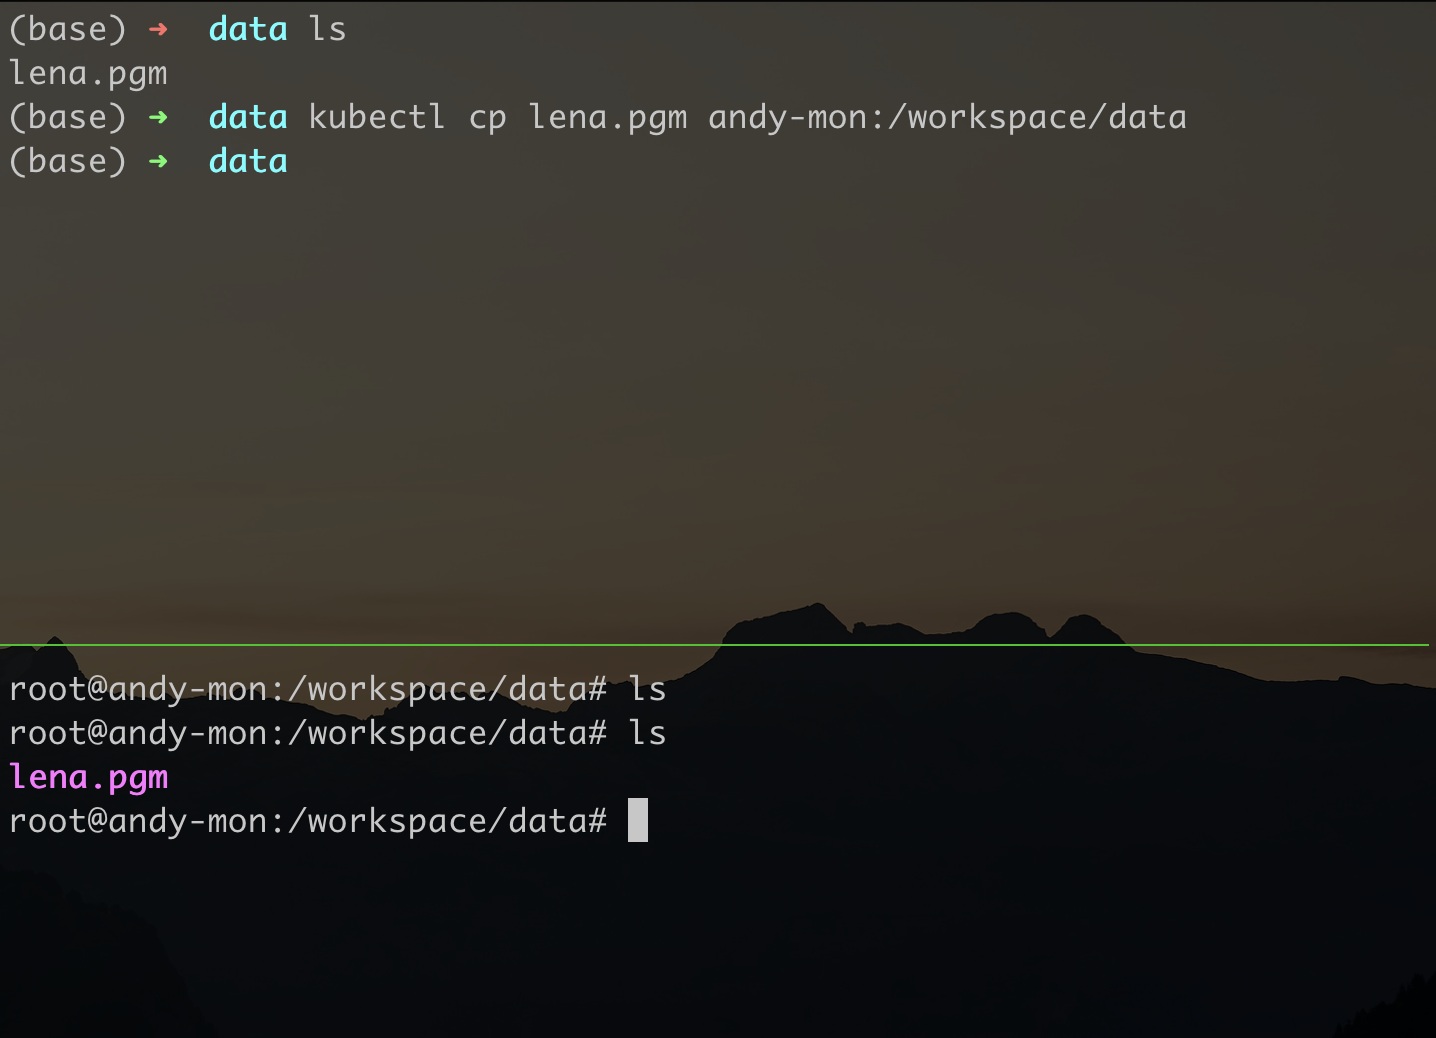 (base) ➜  data ls
lena.pgm
(base) ➜  data kubectl cp lena.pgm andy-mon:/workspace/data
(base) ➜  data
root@andy-mon:/workspace/data# ls
root@andy-mon:/workspace/data# ls
lena.pgm
root@andy-mon:/workspace/data#